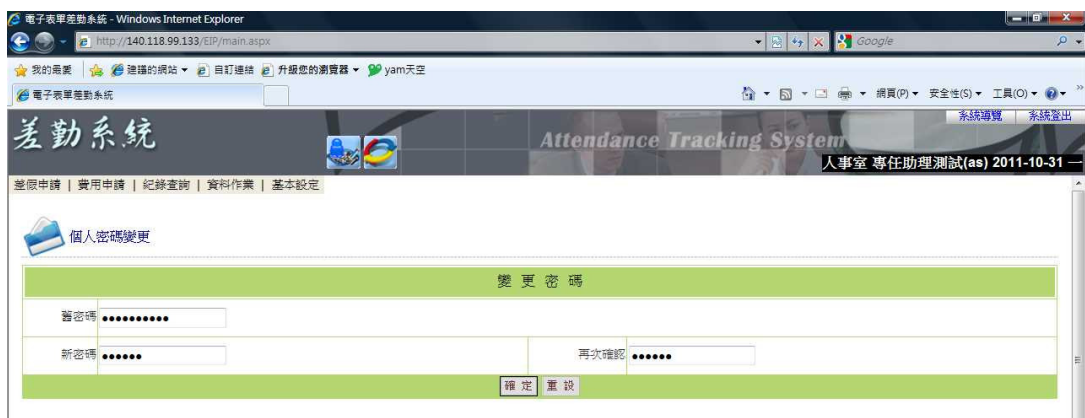 電子表單差勤系統 - Windows Internet Explorer
http://140.118.99.133/EIP/main.aspx
Google
我的最愛 建議的網站 自訂連結 升級您的瀏覽器 yam天空
電子表單差勤系統
網頁(P) 安全性(S) 工具(O)
系統導覽 系統登出
差勤系統
Attendance Tracking System
人事室 專任助理測試(as) 2011-10-31 一
差假申請 | 費用申請 | 紀錄查詢 | 資料作業 | 基本設定
個人密碼變更
變更密碼
舊密碼 ••••••••••
新密碼 •••••• 再次確認 ••••••
確 定 重 設